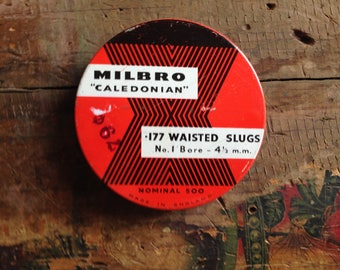 MILBRO
"CALEDONIAN"
·177 WAISTED SLUGS
No. 1 Bore - 4½ m.m.
NOMINAL 500
MADE IN ENGLAND